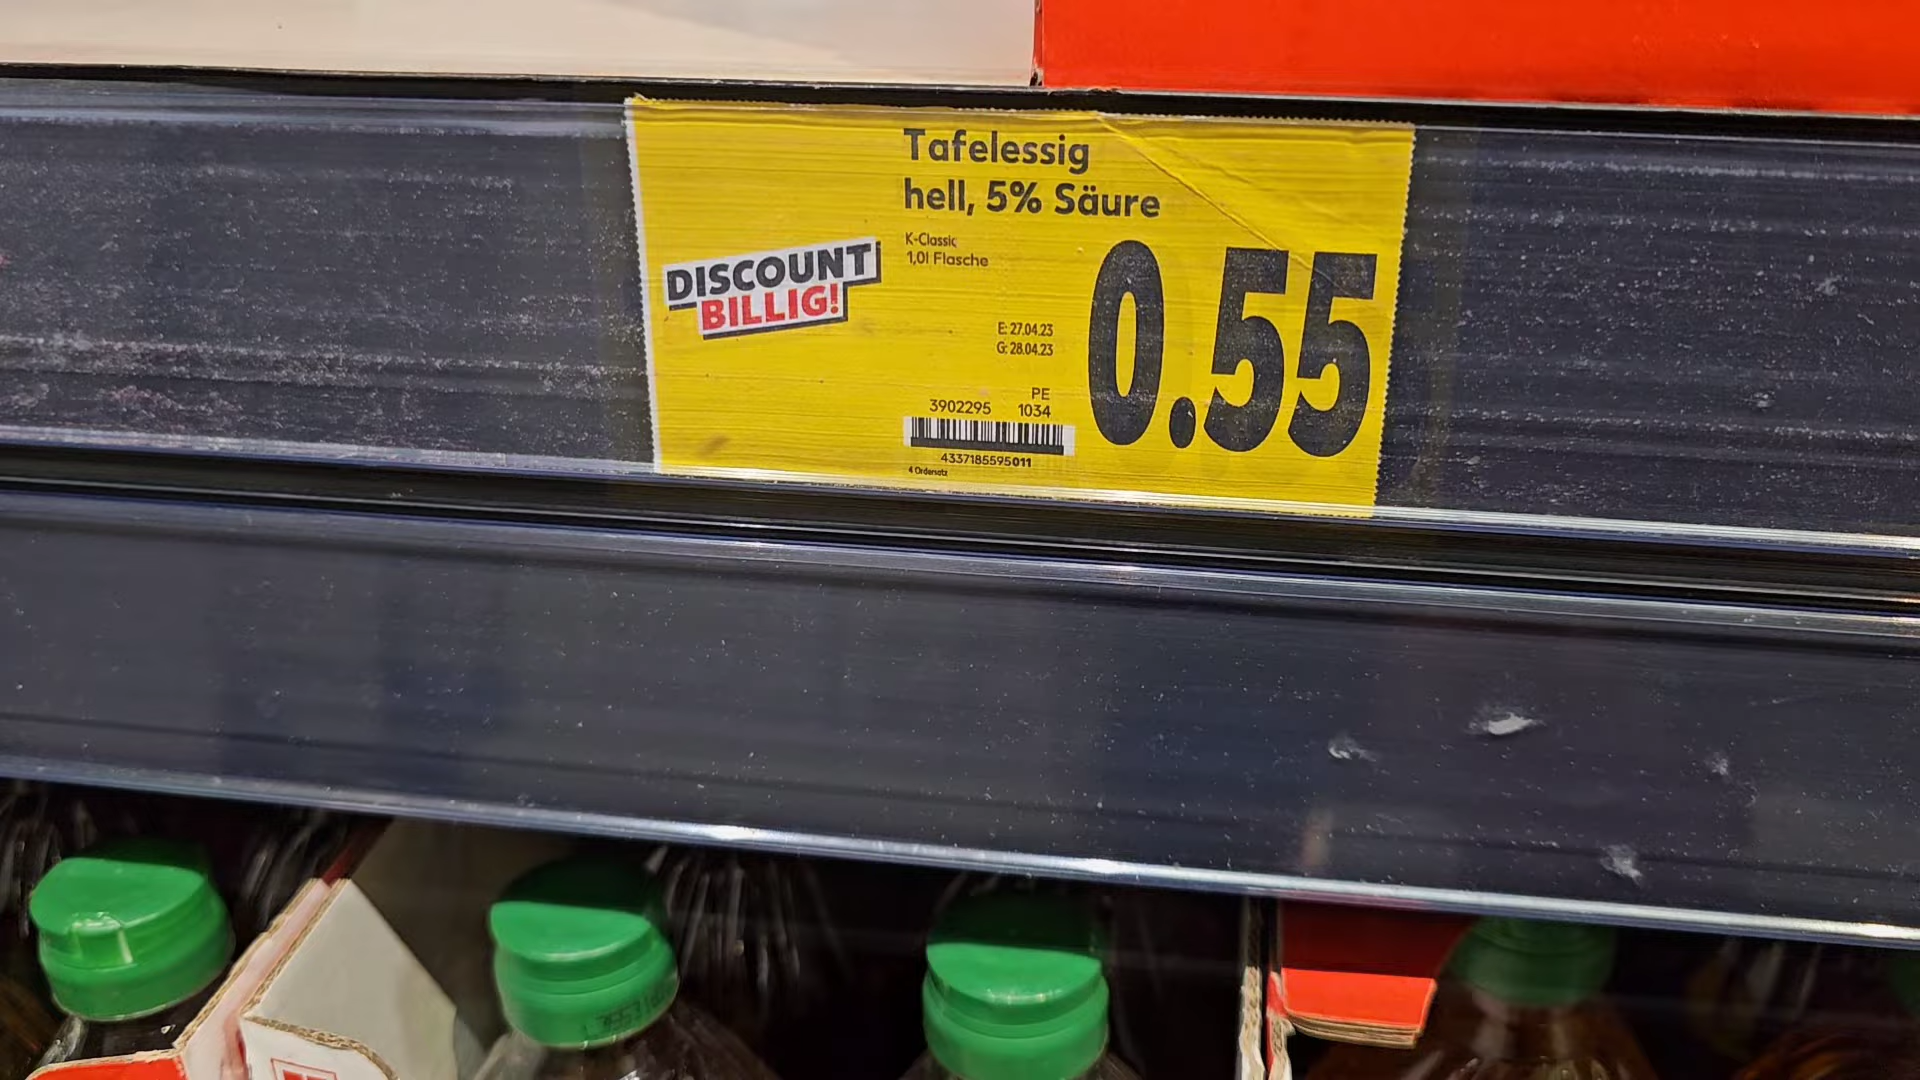 Tafelessig
hell, 5% Säure
K-Classic
1,0l Flasche
DISCOUNT
BILLIG!
0.55
E: 27.04.23
G: 28.04.23
PE
3902295 1034
4337185595011
4 Ordersatz